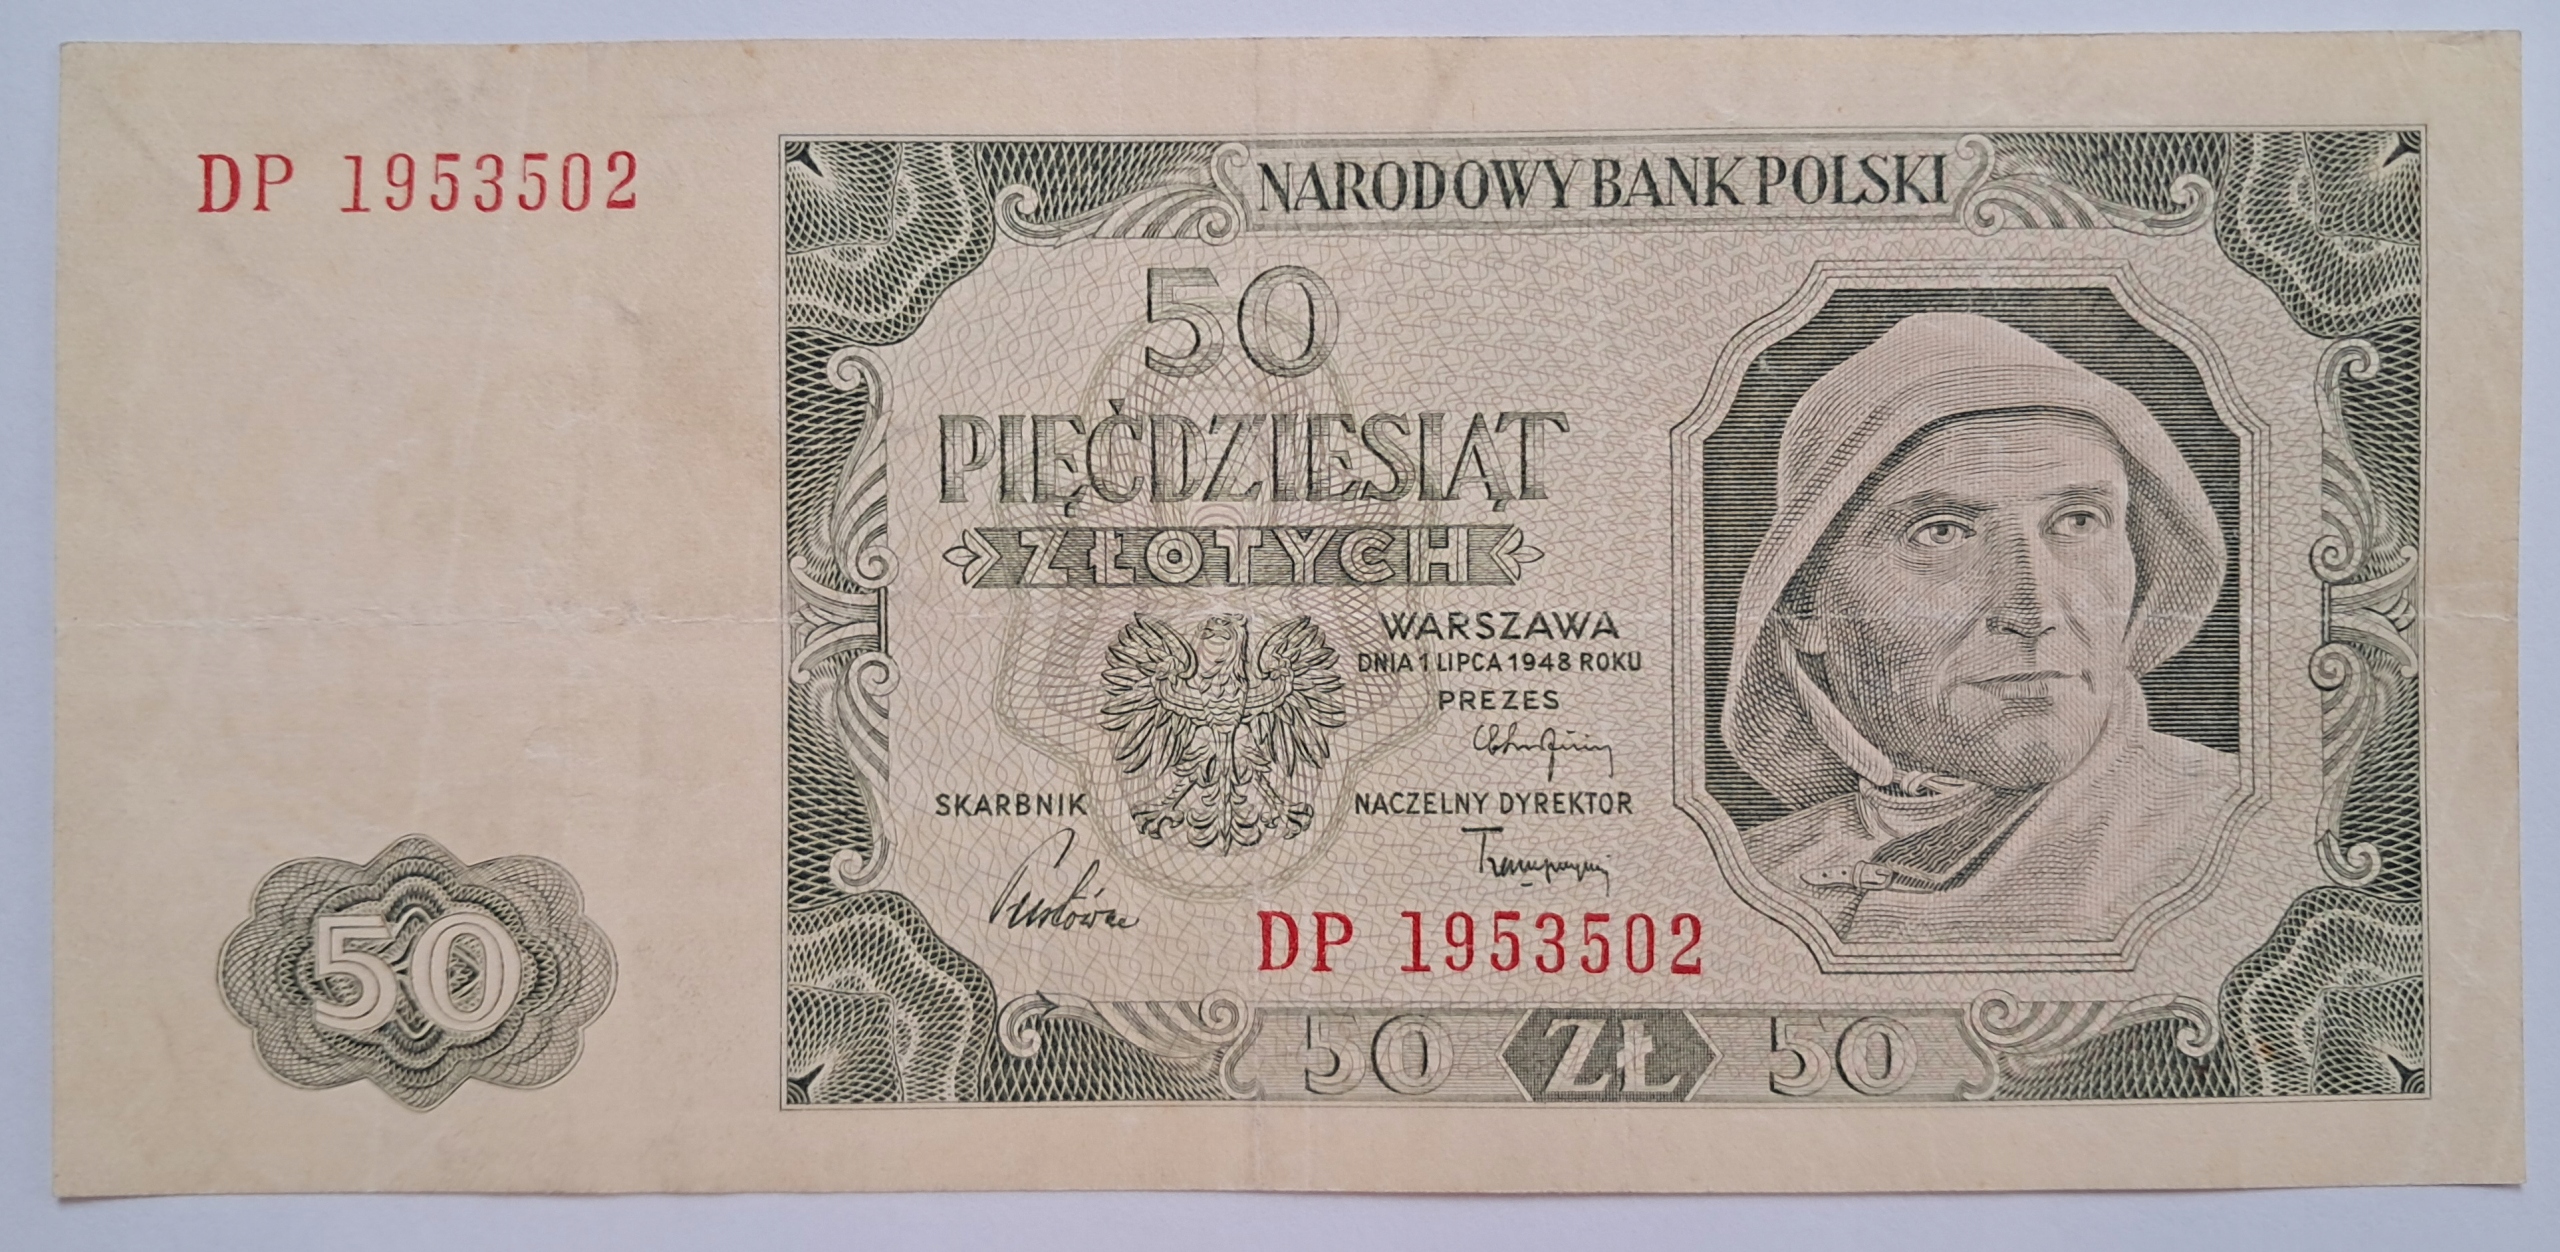 DP 1953502
NARODOWY BANK POLSKI
50
PIĘĆDZIESIĄT
ZŁOTYCH
WARSZAWA
DNIA 1 LIPCA 1948 ROKU
PREZES
SKARBNIK
NACZELNY DYREKTOR
DP 1953502
50
50 ZŁ 50